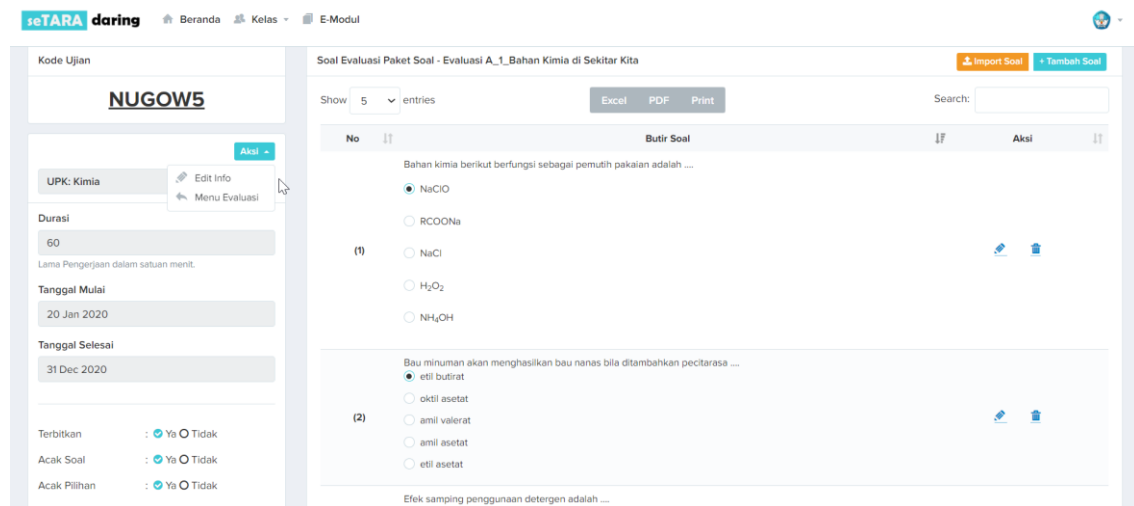 seTARA daring Beranda Kelas E-Modul
Kode Ujian
NUGOW5
Aksi
Edit Info
Menu Evaluasi
UPK: Kimia
Durasi
60
Lama Pengerjaan dalam satuan menit.
Tanggal Mulai
20 Jan 2020
Tanggal Selesai
31 Dec 2020
Terbitkan : Ya Tidak
Acak Soal : Ya Tidak
Acak Pilihan : Ya Tidak
Soal Evaluasi Paket Soal - Evaluasi A_1_Bahan Kimia di Sekitar Kita
Import Soal + Tambah Soal
Show 5 entries Excel PDF Print Search:
No Butir Soal Aksi
Bahan kimia berikut berfungsi sebagai pemutih pakaian adalah ....
NaClO
RCOONa
(1) NaCl
H₂O₂
NH₄OH
Bau minuman akan menghasilkan bau nanas bila ditambahkan pecitarasa ....
etil butirat
oktil asetat
(2) amil valerat
amil asetat
etil asetat
Efek samping penggunaan detergen adalah ....